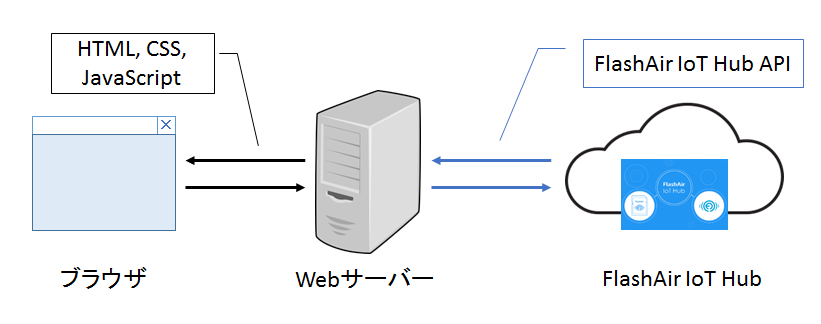 HTML, CSS,
JavaScript
FlashAir IoT Hub API
FlashAir
IoT Hub
ブラウザ
Webサーバー
FlashAir IoT Hub